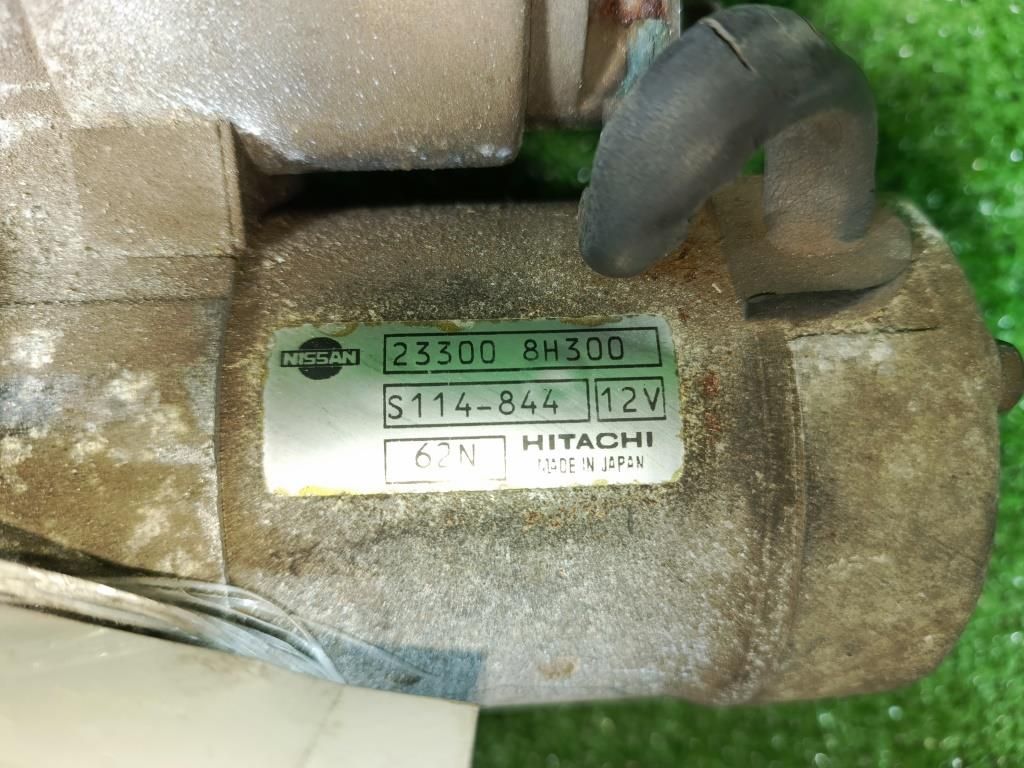 NISSAN 23300 8H300
S114-844 12V
62N HITACHI
MADE IN JAPAN